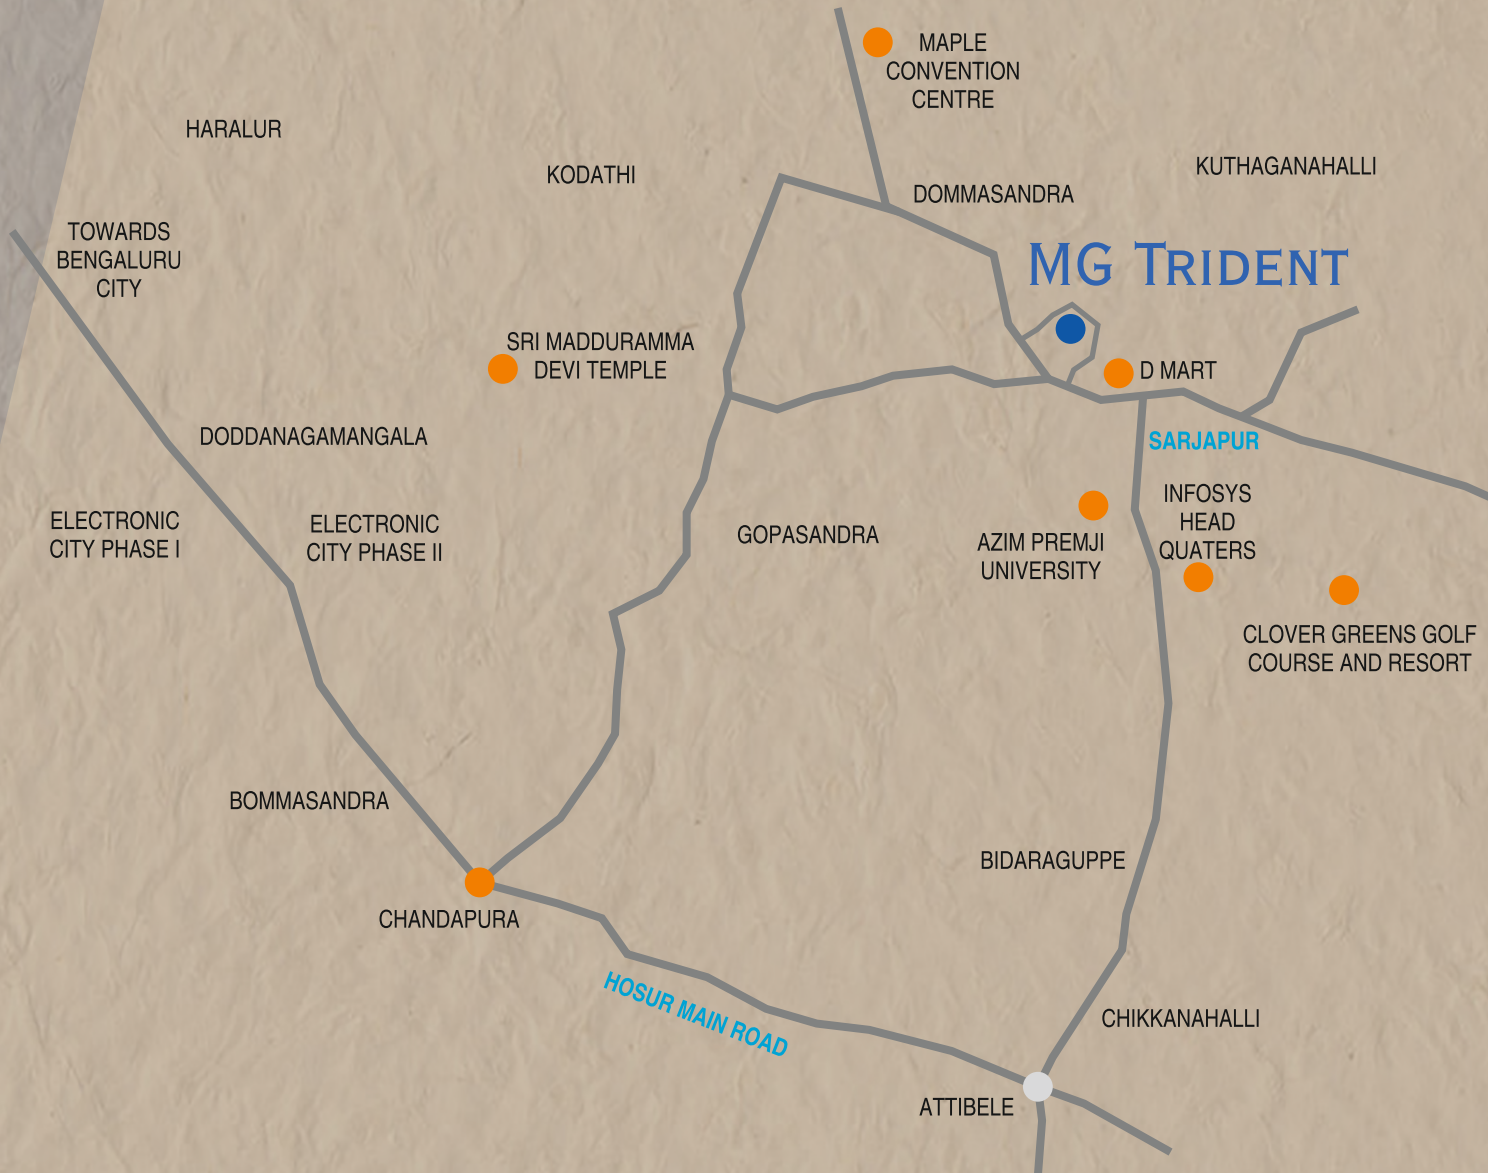 MAPLE
CONVENTION
CENTRE
HARALUR
KODATHI
KUTHAGANAHALLI
DOMMASANDRA
TOWARDS
BENGALURU
CITY
MG TRIDENT
SRI MADDURAMMA
DEVI TEMPLE
D MART
DODDANAGAMANGALA
SARJAPUR
ELECTRONIC
CITY PHASE I
ELECTRONIC
CITY PHASE II
GOPASANDRA
AZIM PREMJI
UNIVERSITY
INFOSYS
HEAD
QUATERS
CLOVER GREENS GOLF
COURSE AND RESORT
BOMMASANDRA
BIDARAGUPPE
CHANDAPURA
HOSUR MAIN ROAD
CHIKKANAHALLI
ATTIBELE